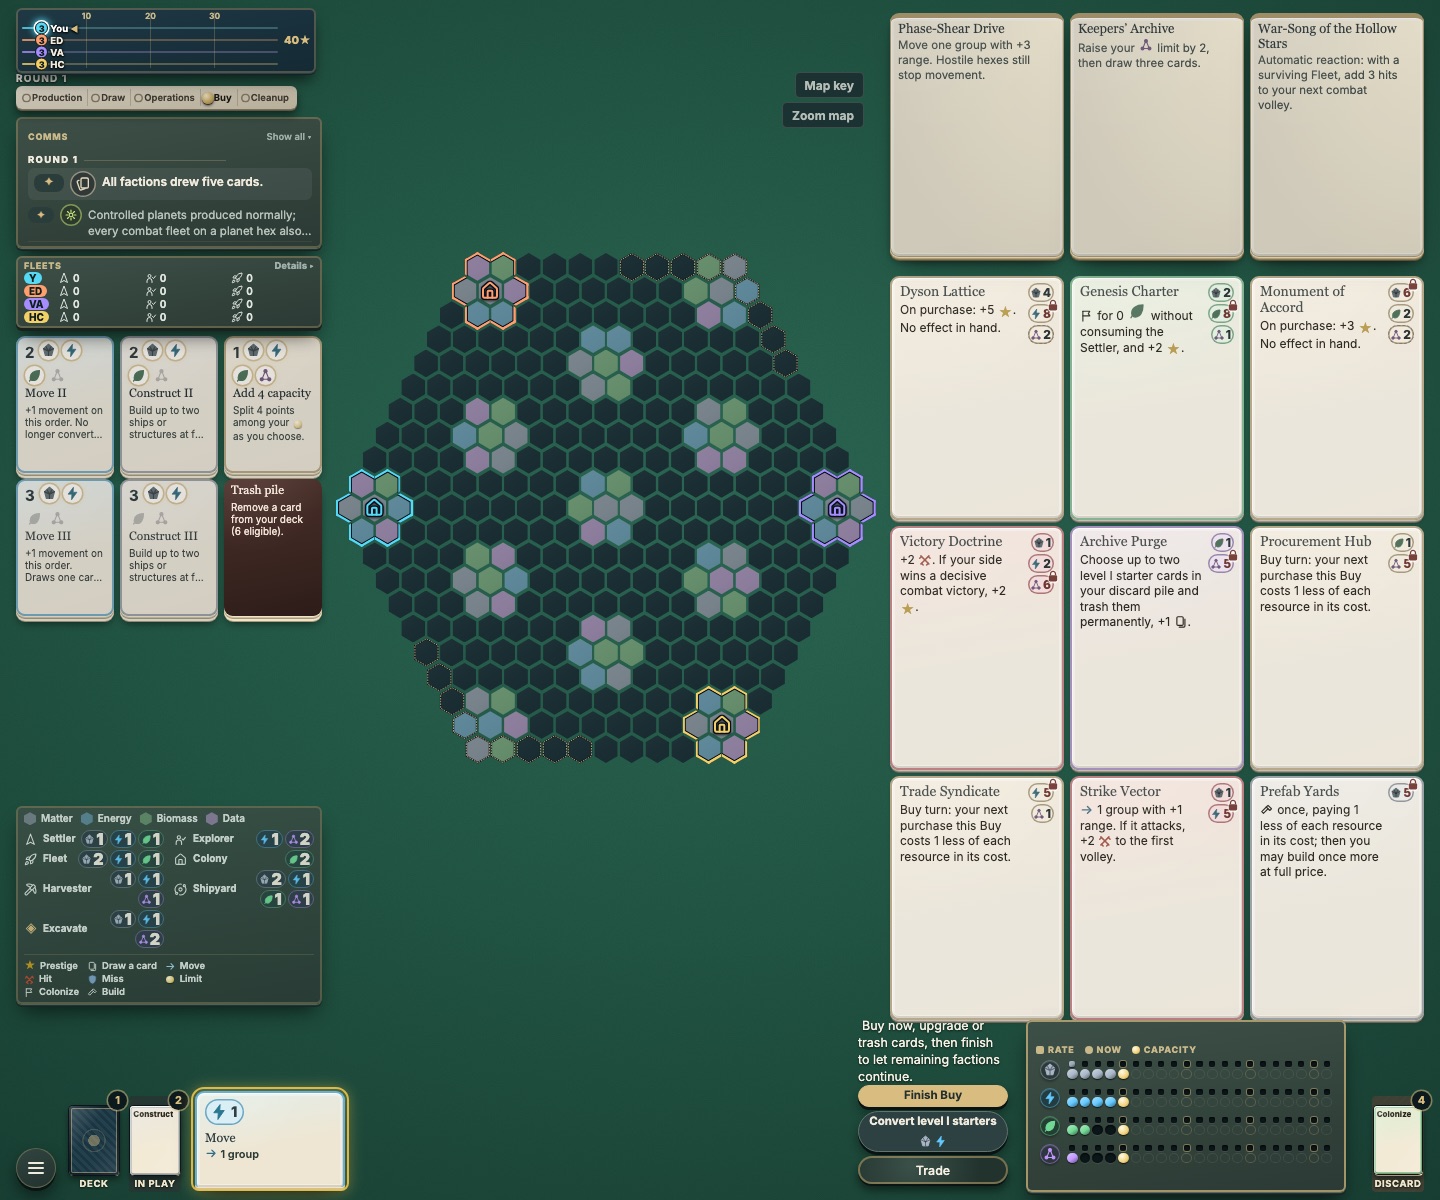 10 20 30
3 You
3 ED
3 VA
3 HC
40
ROUND 1
Production Draw Operations Buy Cleanup
COMMS Show all
ROUND 1
All factions drew five cards.
Controlled planets produced normally;
every combat fleet on a planet hex also...
FLEETS Details
Y 0 0 0
ED 0 0 0
VA 0 0 0
HC 0 0 0
2
Move II
+1 movement on
this order. No
longer convert...
2
Construct II
Build up to two
ships or
structures at f...
1
Add 4 capacity
Split 4 points
among your
as you choose.
3
Move III
+1 movement on
this order.
Draws one car...
3
Construct III
Build up to two
ships or
structures at f...
Trash pile
Remove a card
from your deck
(6 eligible).
Matter Energy Biomass Data
Settler 1 1 1 Explorer 1 2
Fleet 2 1 1 Colony 2
Harvester 1 1 1 Shipyard 2 1 1 1
Excavate 1 1 2
Prestige Draw a card Move
Hit Miss Limit
Colonize Build
1
DECK
2
Construct
IN PLAY
1
Move
1 group
Map key
Zoom map
Phase-Shear Drive
Move one group with +3
range. Hostile hexes still
stop movement.
Keepers' Archive
Raise your limit by 2,
then draw three cards.
War-Song of the Hollow
Stars
Automatic reaction: with a
surviving Fleet, add 3 hits
to your next combat
volley.
Dyson Lattice 4 8 2
On purchase: +5 .
No effect in hand.
Genesis Charter 2 8 1
for 0 without
consuming the
Settler, and +2 .
Monument of
Accord 6 2 2
On purchase: +3 .
No effect in hand.
Victory Doctrine 1 2 6
+2 . If your side
wins a decisive
combat victory, +2
.
Archive Purge 1 5
Choose up to two
level I starter cards in
your discard pile and
trash them
permanently, +1 .
Procurement Hub 1 5
Buy turn: your next
purchase this Buy
costs 1 less of each
resource in its cost.
Trade Syndicate 5 1
Buy turn: your next
purchase this Buy
costs 1 less of each
resource in its cost.
Strike Vector 1 5
1 group with +1
range. If it attacks,
+2 to the first
volley.
Prefab Yards 5
once, paying 1
less of each resource
in its cost; then you
may build once more
at full price.
Buy now, upgrade or
trash cards, then finish
to let remaining factions
continue.
Finish Buy
Convert level I starters
Trade
RATE NOW CAPACITY
4
Colonize
DISCARD